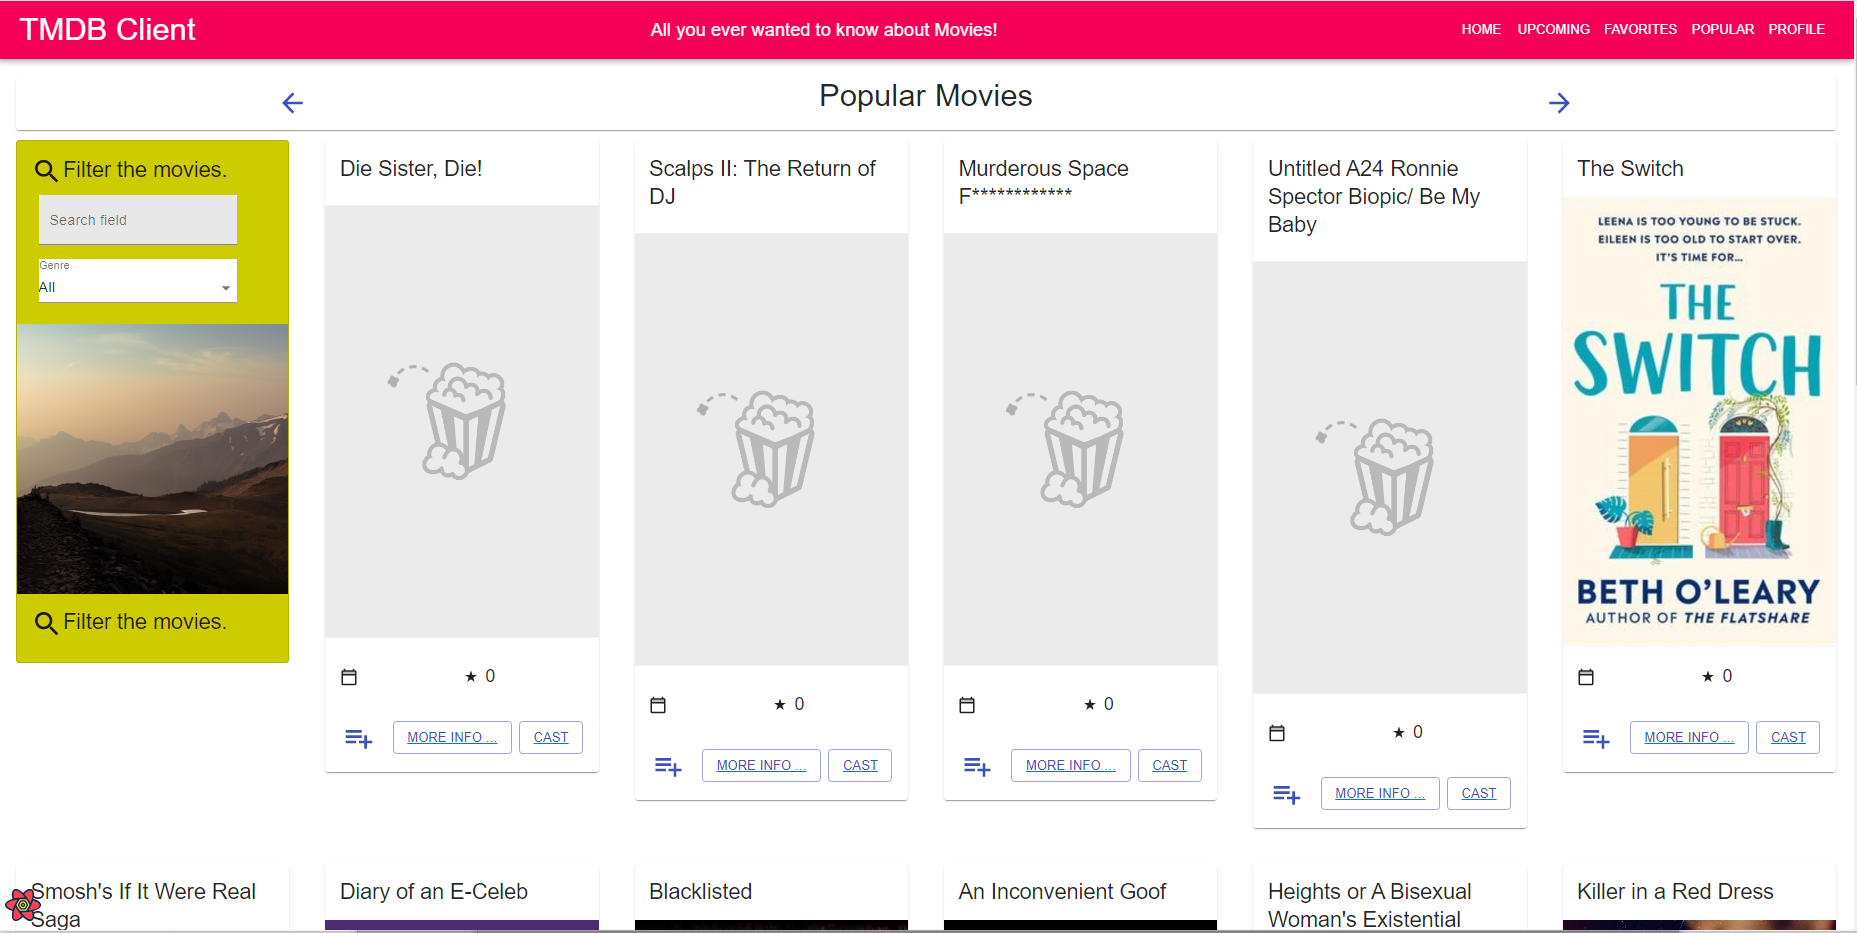 TMDB Client
All you ever wanted to know about Movies!
HOME UPCOMING FAVORITES POPULAR PROFILE
Popular Movies
Filter the movies.
Search field
Genre
All
Filter the movies.
Die Sister, Die!
0
MORE INFO ... CAST
Scalps II: The Return of
DJ
0
MORE INFO ... CAST
Murderous Space
F************
0
MORE INFO ... CAST
Untitled A24 Ronnie
Spector Biopic/ Be My
Baby
0
MORE INFO ... CAST
The Switch
LEENA IS TOO YOUNG TO BE STUCK.
EILEEN IS TOO OLD TO START OVER.
IT'S TIME FOR...
THE
SWITCH
BETH O'LEARY
AUTHOR OF THE FLATSHARE
0
MORE INFO ... CAST
Smosh's If It Were Real
Saga
Diary of an E-Celeb
Blacklisted
An Inconvenient Goof
Heights or A Bisexual
Woman's Existential
Killer in a Red Dress